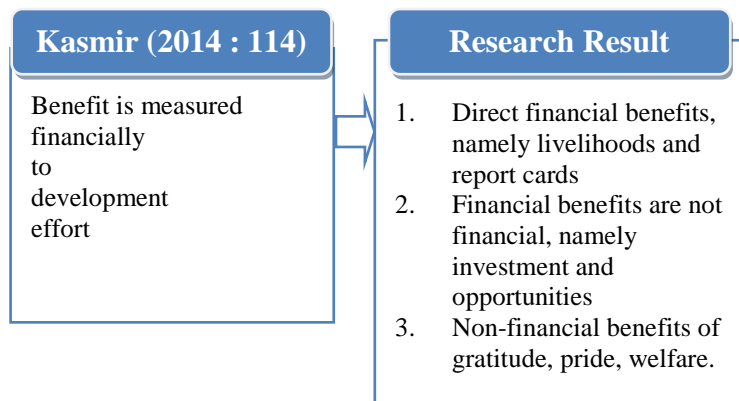 Kasmir (2014 : 114)
Benefit is measured
financially
to
development
effort
Research Result
1. Direct financial benefits,
namely livelihoods and
report cards
2. Financial benefits are not
financial, namely
investment and
opportunities
3. Non-financial benefits of
gratitude, pride, welfare.